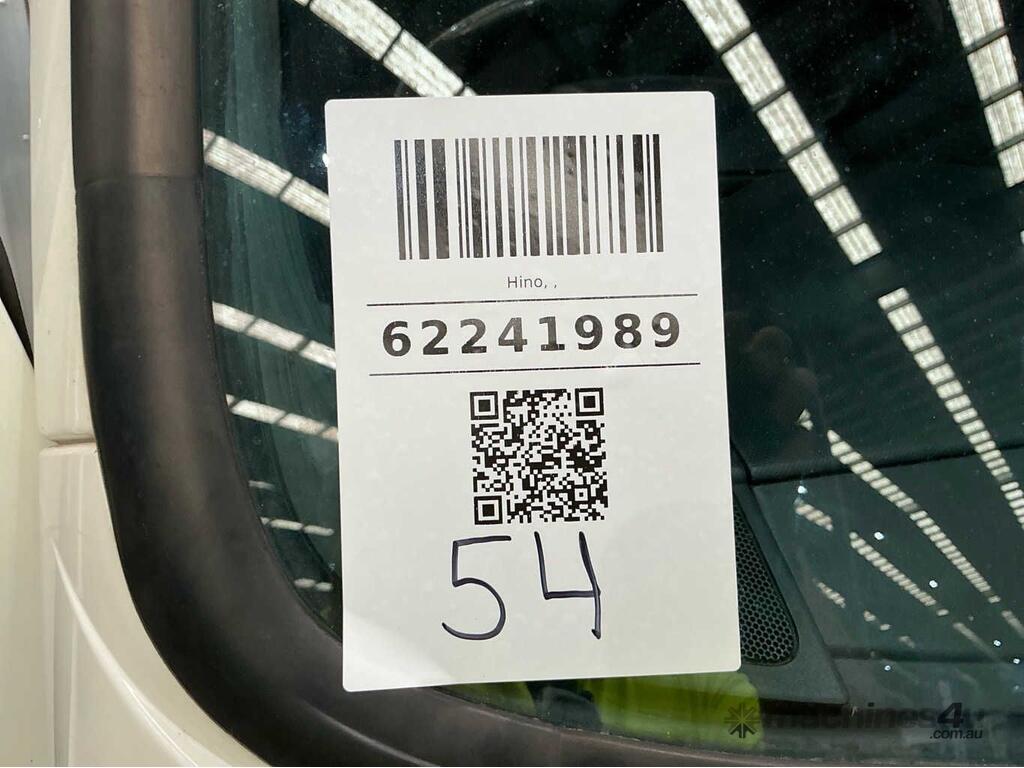 Hino, ,
62241989
54
machines4u
.com.au